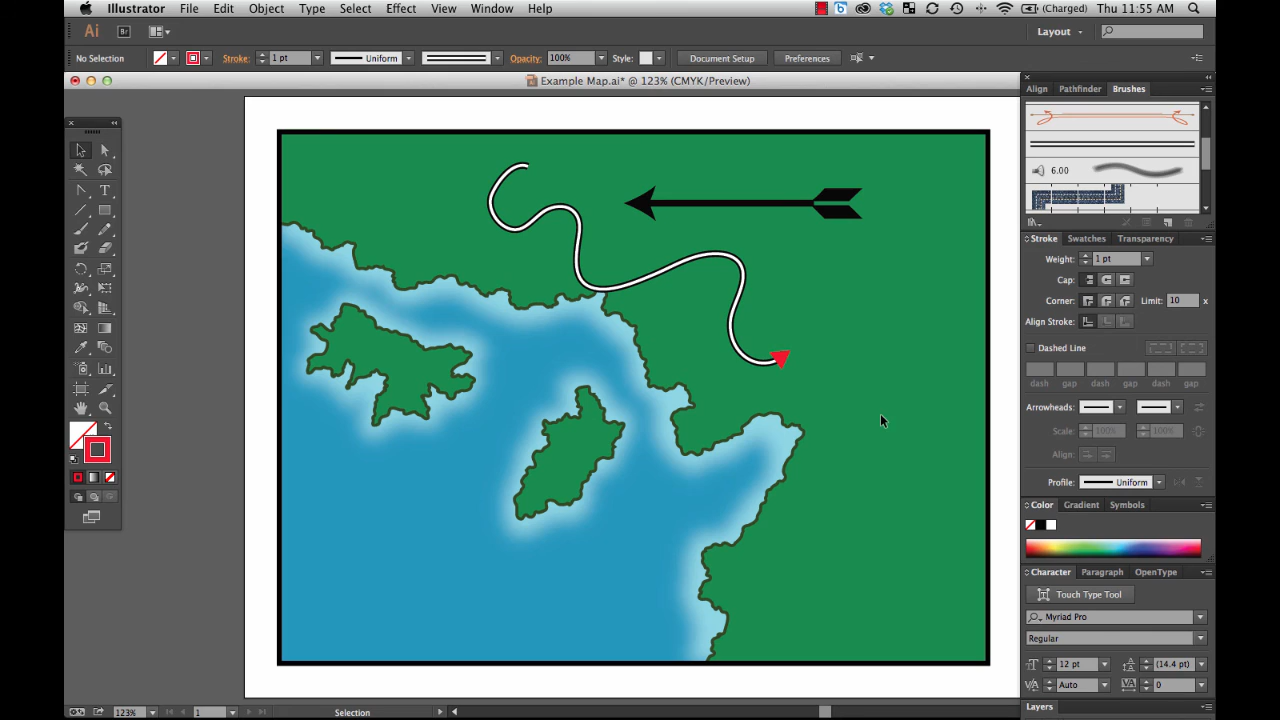 Illustrator File Edit Object Type Select Effect View Window Help (Charged) Thu 11:55 AM
Ai Br Layout
No Selection Stroke: 1 pt Uniform Opacity: 100% Style: Document Setup Preferences
Example Map.ai* @ 123% (CMYK/Preview)
Align Pathfinder Brushes
6.00
Stroke Swatches Transparency
Weight: 1 pt
Cap:
Corner: Limit: 10 x
Align Stroke:
Dashed Line
dash gap dash gap dash gap
Arrowheads:
Scale: 100% 100%
Align:
Profile: Uniform
Color Gradient Symbols
Character Paragraph OpenType
Touch Type Tool
Myriad Pro
Regular
12 pt (14.4 pt)
Auto 0
Layers
123% 1 Selection